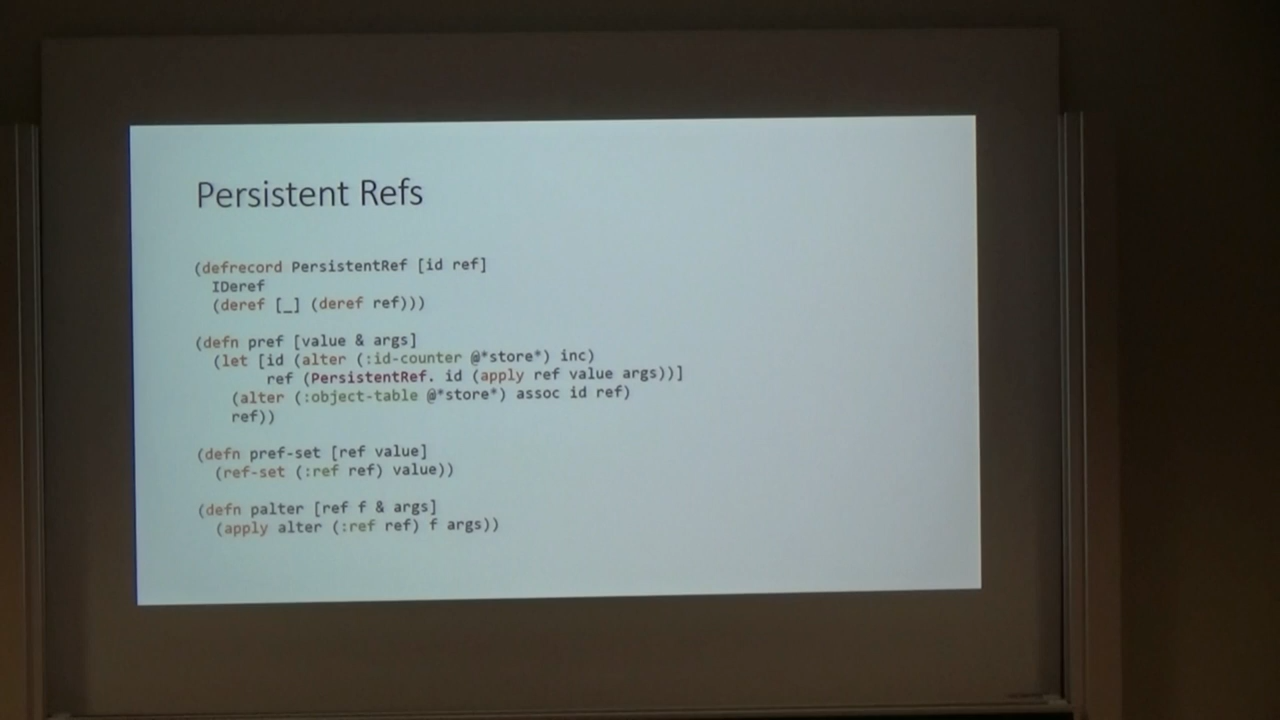 Persistent Refs
(defrecord PersistentRef [id ref]
  IDeref
  (deref [_] (deref ref)))
(defn pref [value & args]
  (let [id (alter (:id-counter @*store*) inc)
        ref (PersistentRef. id (apply ref value args))]
    (alter (:object-table @*store*) assoc id ref)
    ref))
(defn pref-set [ref value]
  (ref-set (:ref ref) value))
(defn palter [ref f & args]
  (apply alter (:ref ref) f args))